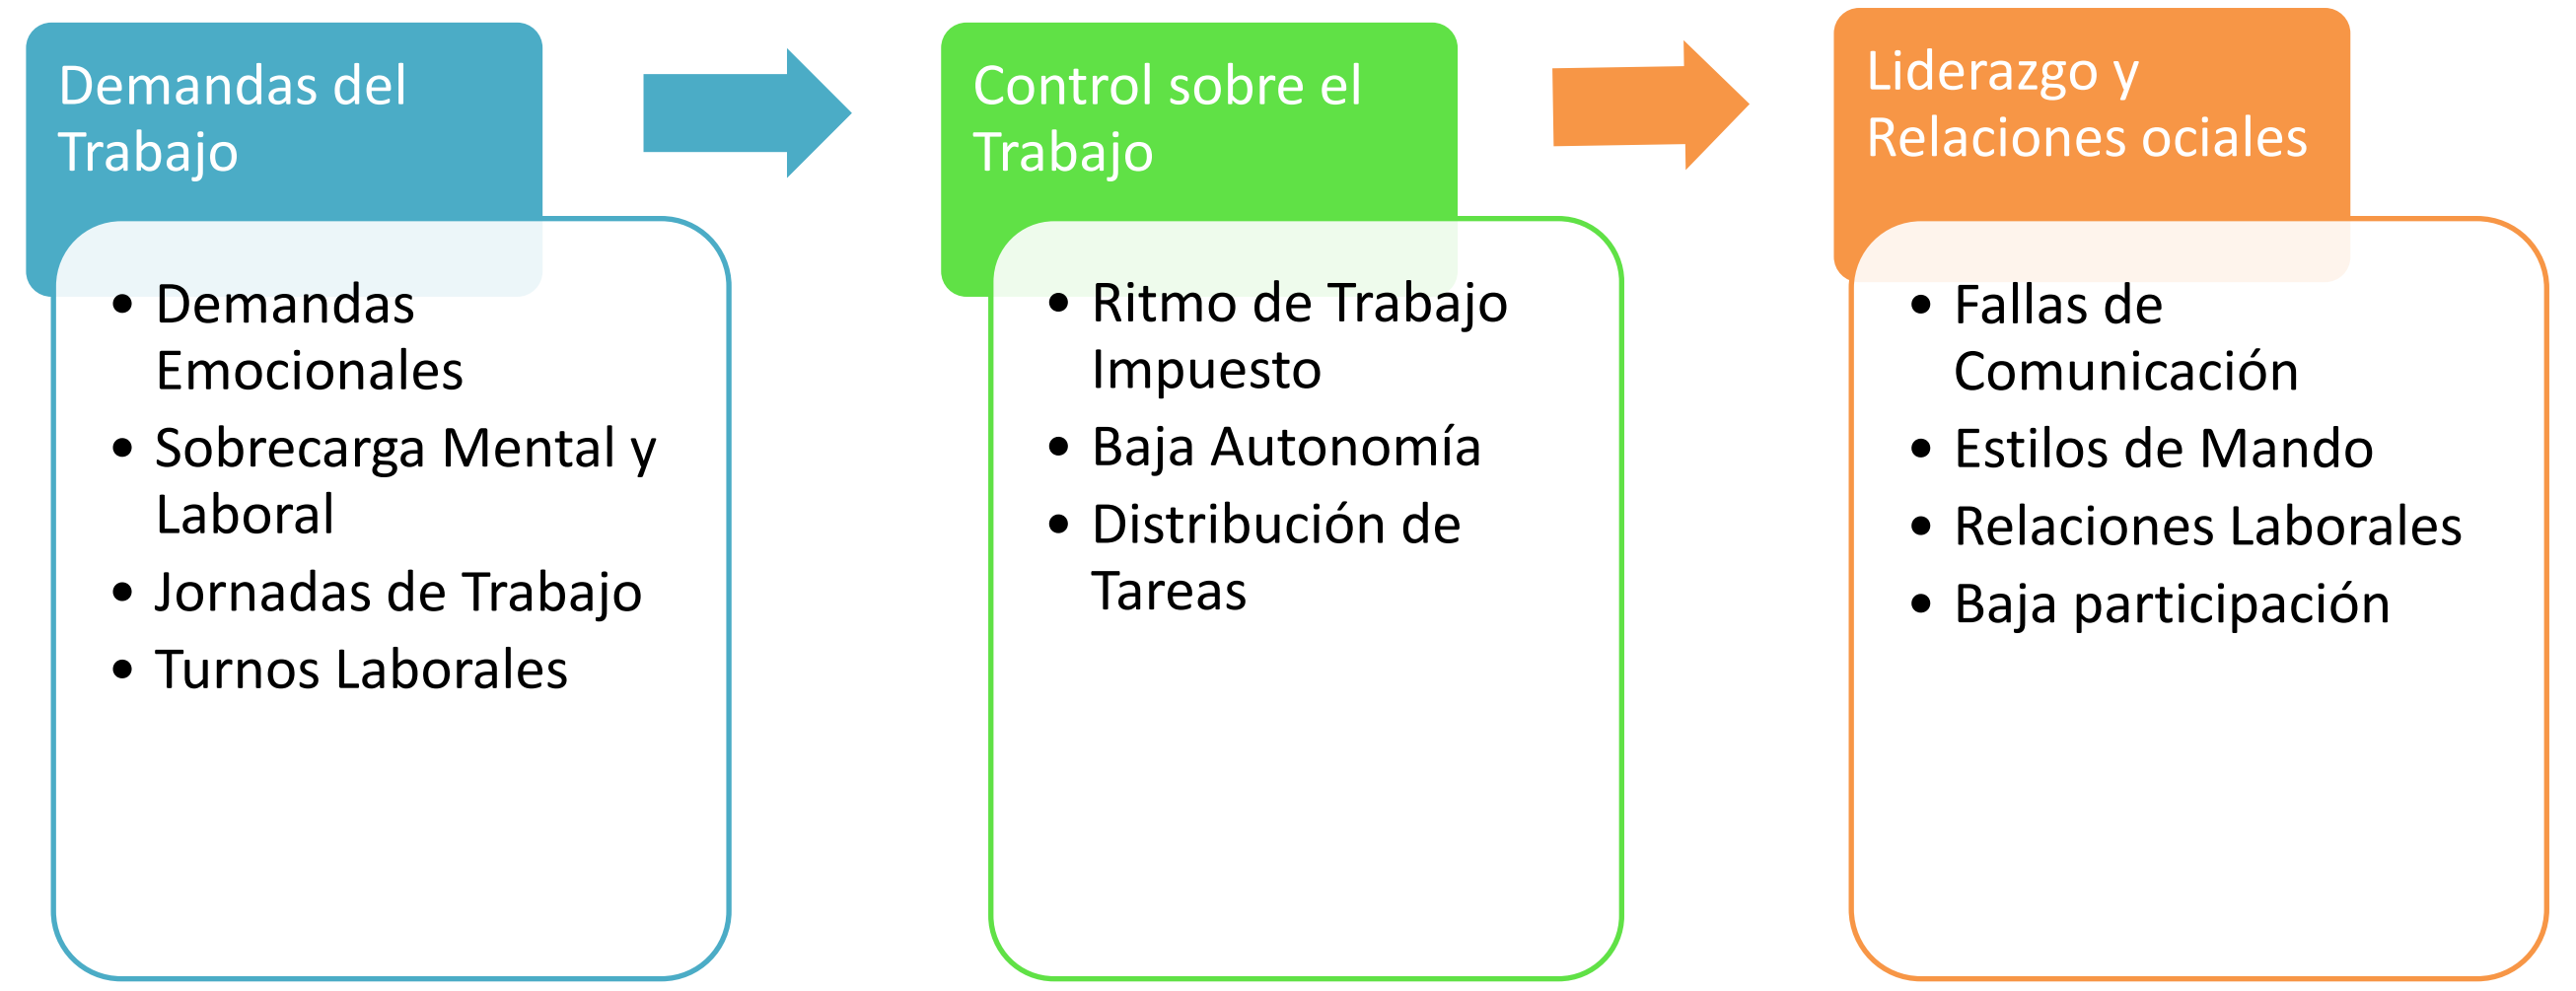 Demandas del
Trabajo
• Demandas
Emocionales
• Sobrecarga Mental y
Laboral
• Jornadas de Trabajo
• Turnos Laborales
Control sobre el
Trabajo
• Ritmo de Trabajo
Impuesto
• Baja Autonomía
• Distribución de
Tareas
Liderazgo y
Relaciones ociales
• Fallas de
Comunicación
• Estilos de Mando
• Relaciones Laborales
• Baja participación